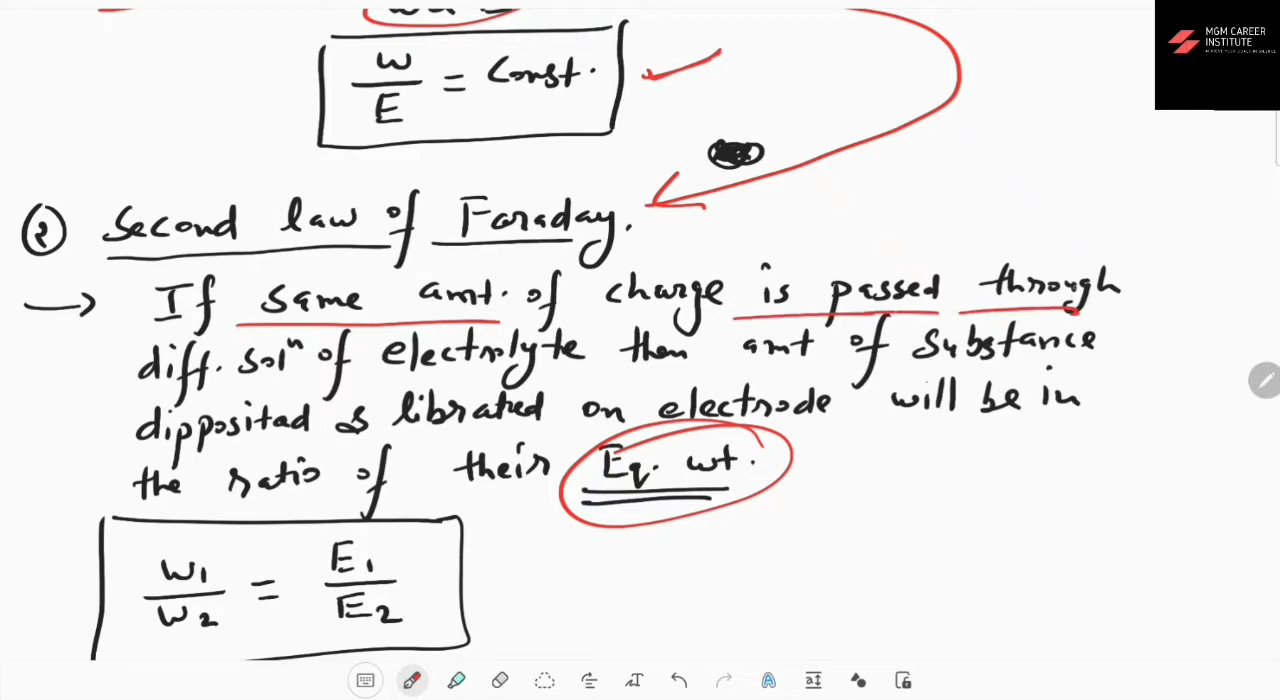 MGM CAREER
INSTITUTE
W
E
= Const.
② Second law of Faraday.
→ If same amt. of charge is passed through
diff. solⁿ of electrolyte then amt of substance
dipposited & librated on electrode will be in
the ratio of their Eq. wt.
W₁/W₂ = E₁/E₂